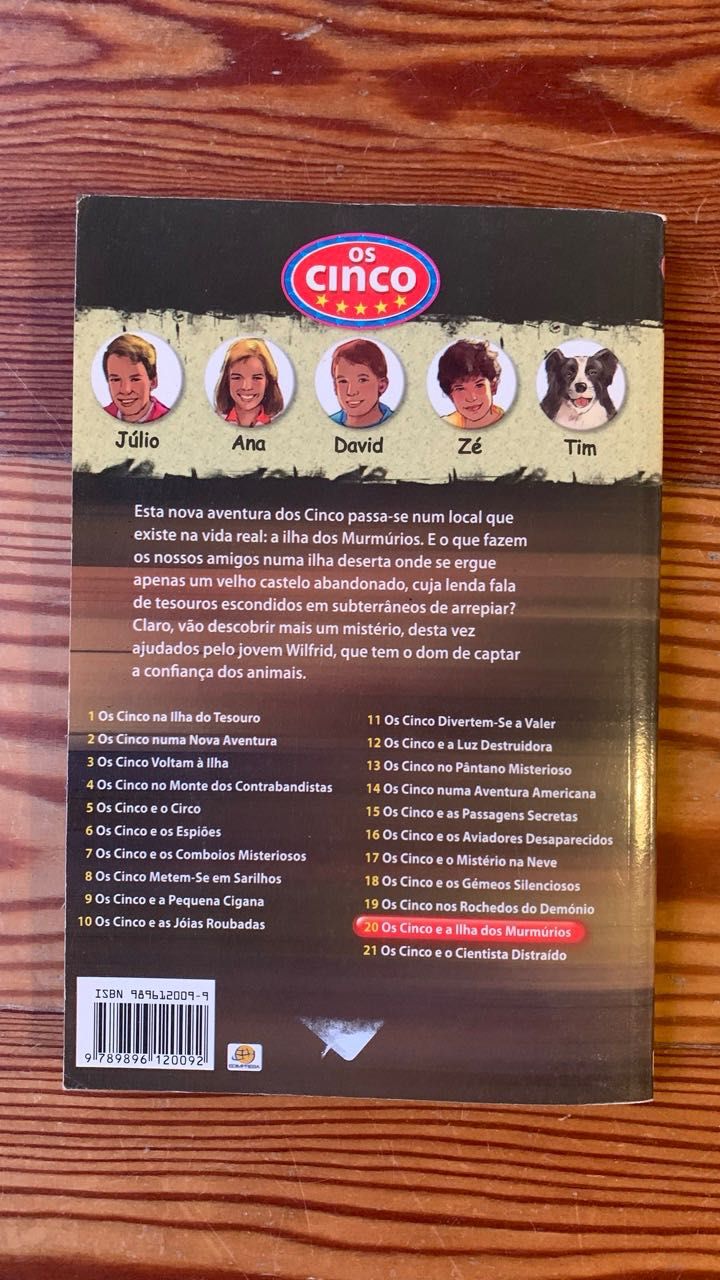 OS
CINCO
Júlio
Ana
David
Zé
Tim
Esta nova aventura dos Cinco passa-se num local que
existe na vida real: a ilha dos Murmúrios. E o que fazem
os nossos amigos numa ilha deserta onde se ergue
apenas um velho castelo abandonado, cuja lenda fala
de tesouros escondidos em subterrâneos de arrepiar?
Claro, vão descobrir mais um mistério, desta vez
ajudados pelo jovem Wilfrid, que tem o dom de captar
a confiança dos animais.
1 Os Cinco na Ilha do Tesouro
2 Os Cinco numa Nova Aventura
3 Os Cinco Voltam à Ilha
4 Os Cinco no Monte dos Contrabandistas
5 Os Cinco e o Circo
6 Os Cinco e os Espiões
7 Os Cinco e os Comboios Misteriosos
8 Os Cinco Metem-Se em Sarilhos
9 Os Cinco e a Pequena Cigana
10 Os Cinco e as Jóias Roubadas
11 Os Cinco Divertem-Se a Valer
12 Os Cinco e a Luz Destruidora
13 Os Cinco no Pântano Misterioso
14 Os Cinco numa Aventura Americana
15 Os Cinco e as Passagens Secretas
16 Os Cinco e os Aviadores Desaparecidos
17 Os Cinco e o Mistério na Neve
18 Os Cinco e os Gémeos Silenciosos
19 Os Cinco nos Rochedos do Demónio
20 Os Cinco e a Ilha dos Murmúrios
21 Os Cinco e o Cientista Distraído
ISBN 989612009-9
9 789896 120092
EDIMPRESA